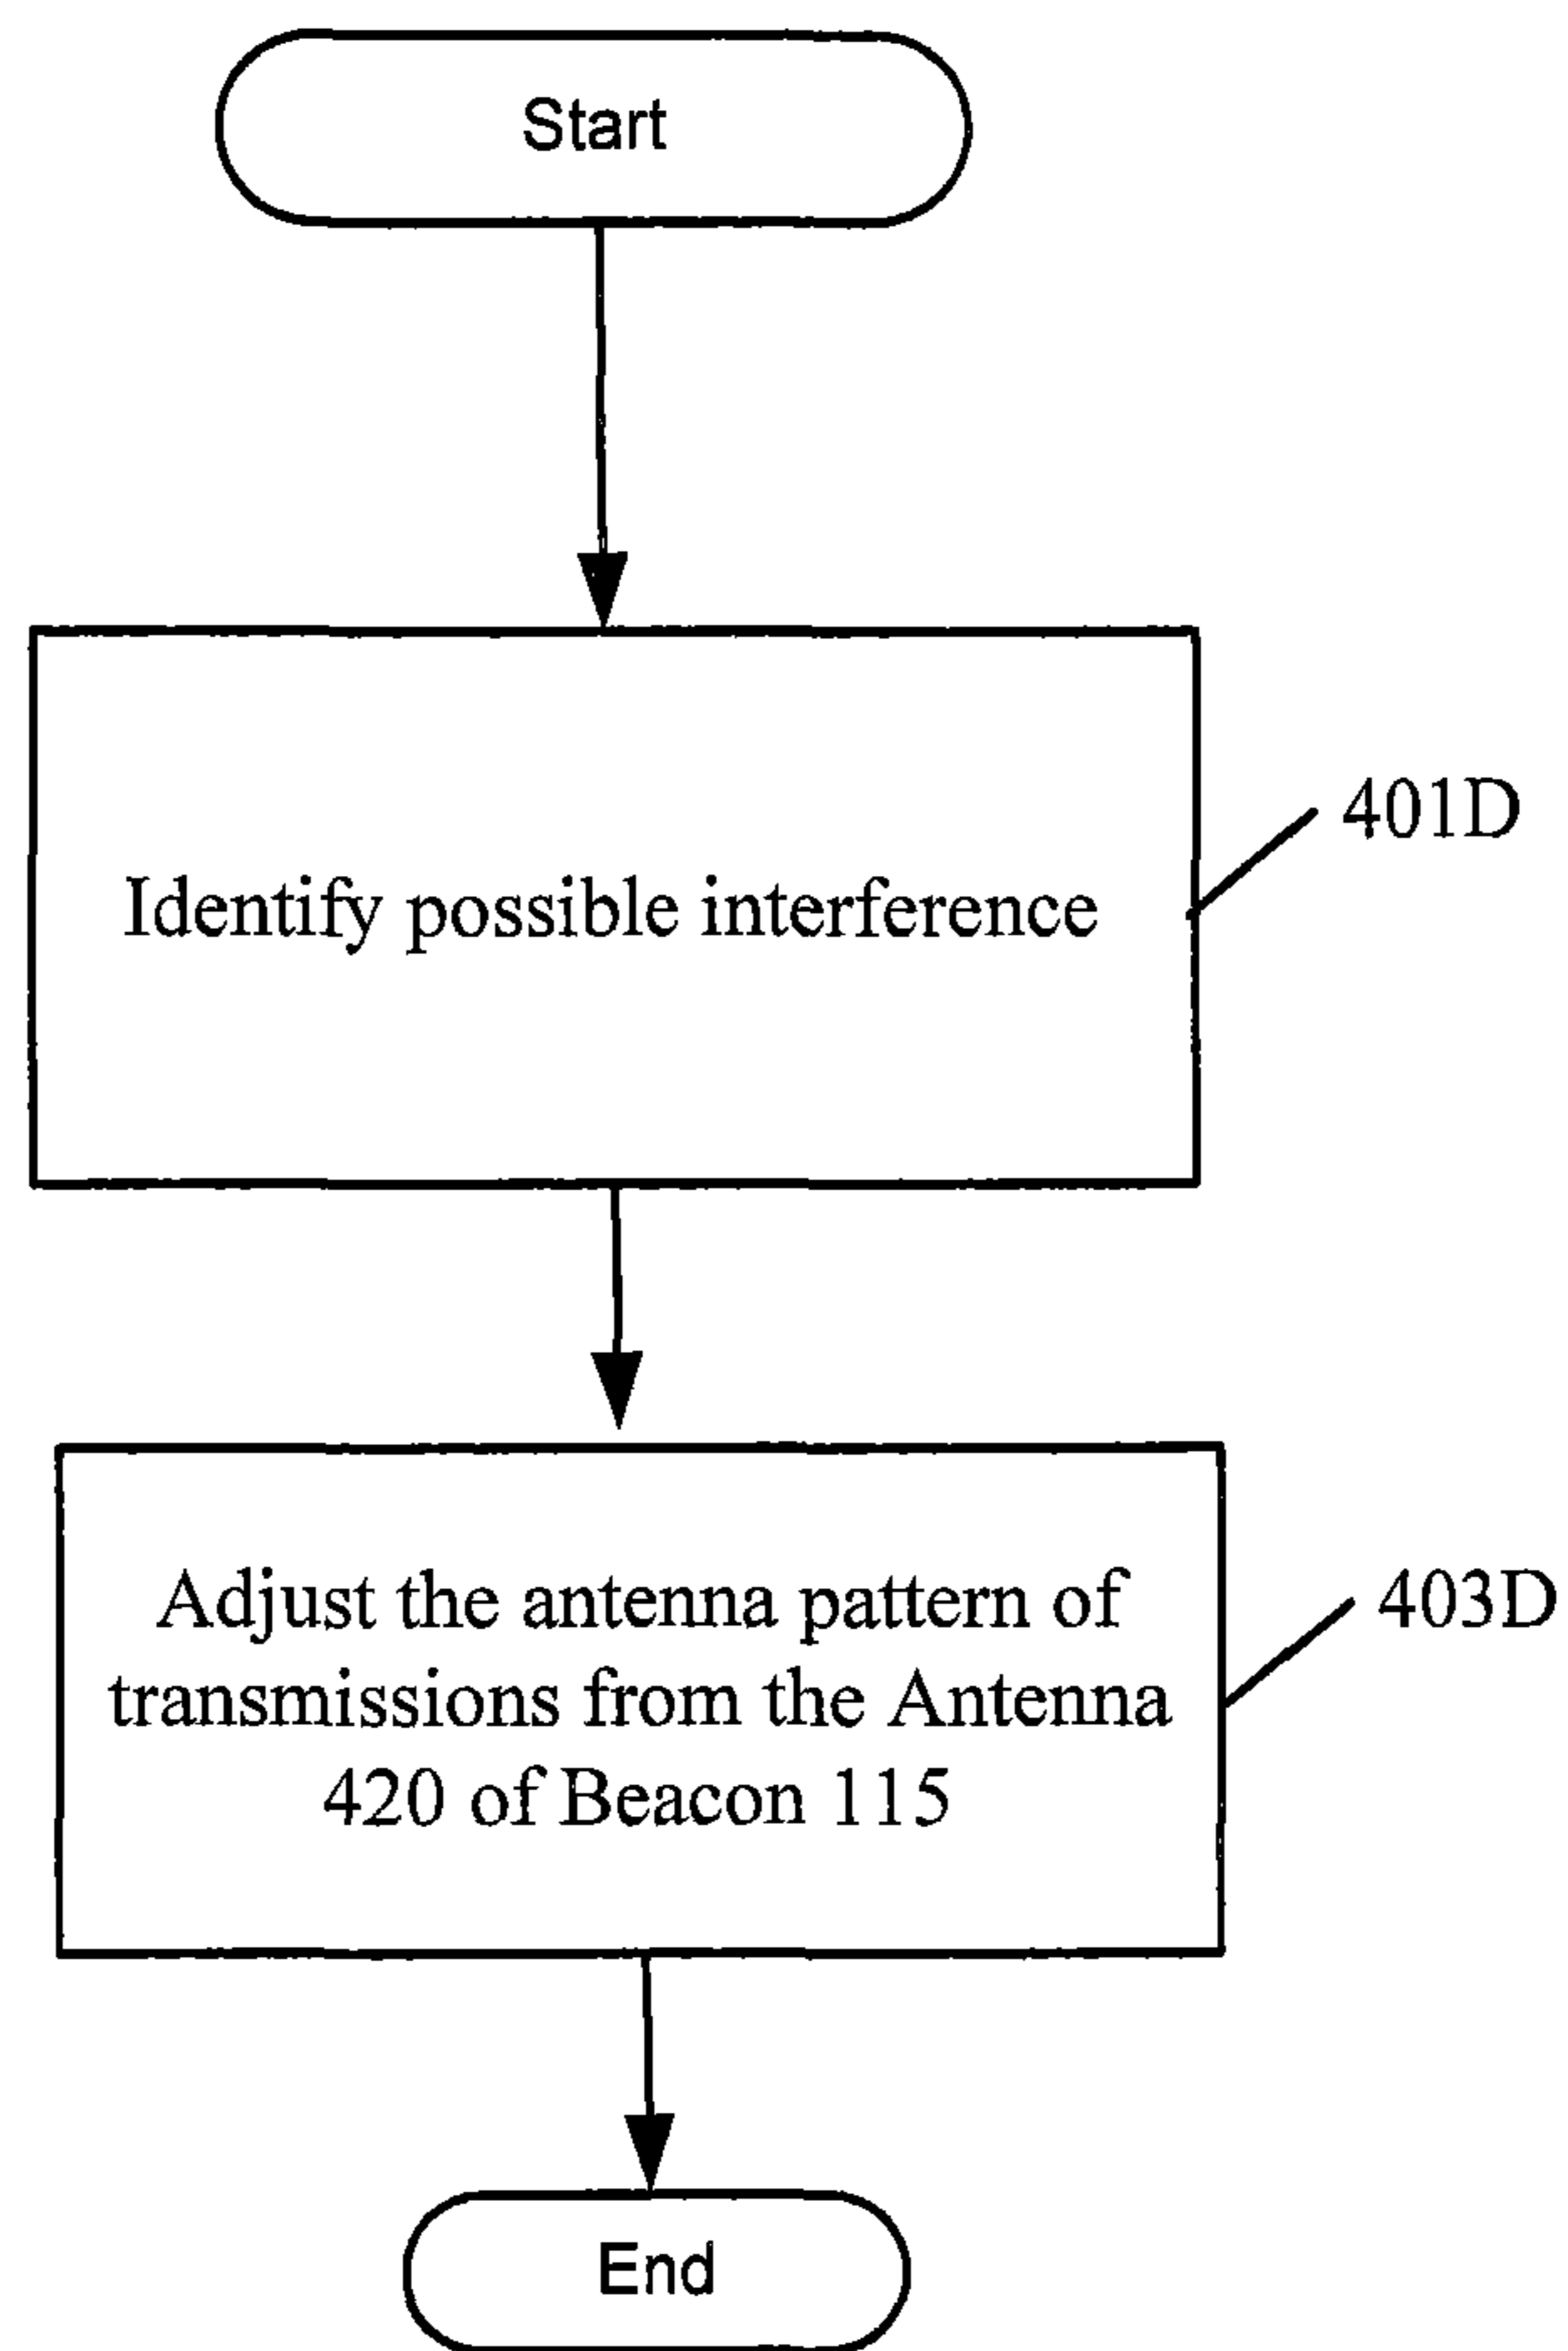 Start
401D
Identify possible interference
403D
Adjust the antenna pattern of
transmissions from the Antenna
420 of Beacon 115
End